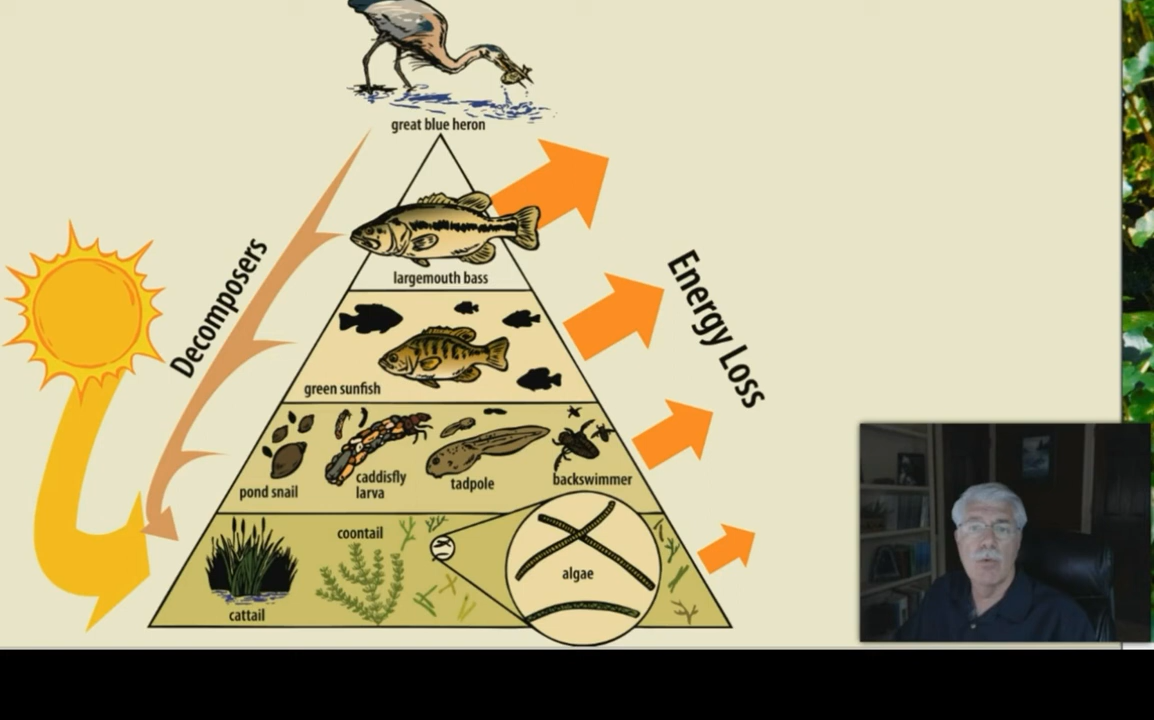 great blue heron
Decomposers
Energy Loss
largemouth bass
green sunfish
pond snail
caddisfly
larva
tadpole
backswimmer
coontail
algae
cattail